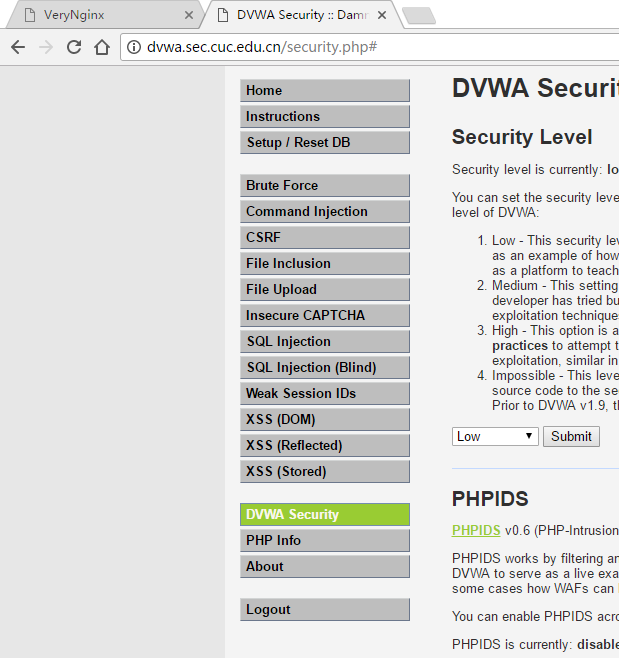 VeryNginx
DVWA Security :: Damn
dvwa.sec.cuc.edu.cn/security.php#
Home
Instructions
Setup / Reset DB
Brute Force
Command Injection
CSRF
File Inclusion
File Upload
Insecure CAPTCHA
SQL Injection
SQL Injection (Blind)
Weak Session IDs
XSS (DOM)
XSS (Reflected)
XSS (Stored)
DVWA Security
PHP Info
About
Logout
DVWA Securit
Security Level
Security level is currently: lo
You can set the security leve
level of DVWA:
1. Low - This security lev
as an example of how
as a platform to teach
2. Medium - This setting
developer has tried bu
exploitation technique
3. High - This option is a
practices to attempt t
exploitation, similar in
4. Impossible - This leve
source code to the se
Prior to DVWA v1.9, th
Low Submit
PHPIDS
PHPIDS v0.6 (PHP-Intrusion
PHPIDS works by filtering an
DVWA to serve as a live exa
some cases how WAFs can
You can enable PHPIDS acro
PHPIDS is currently: disable